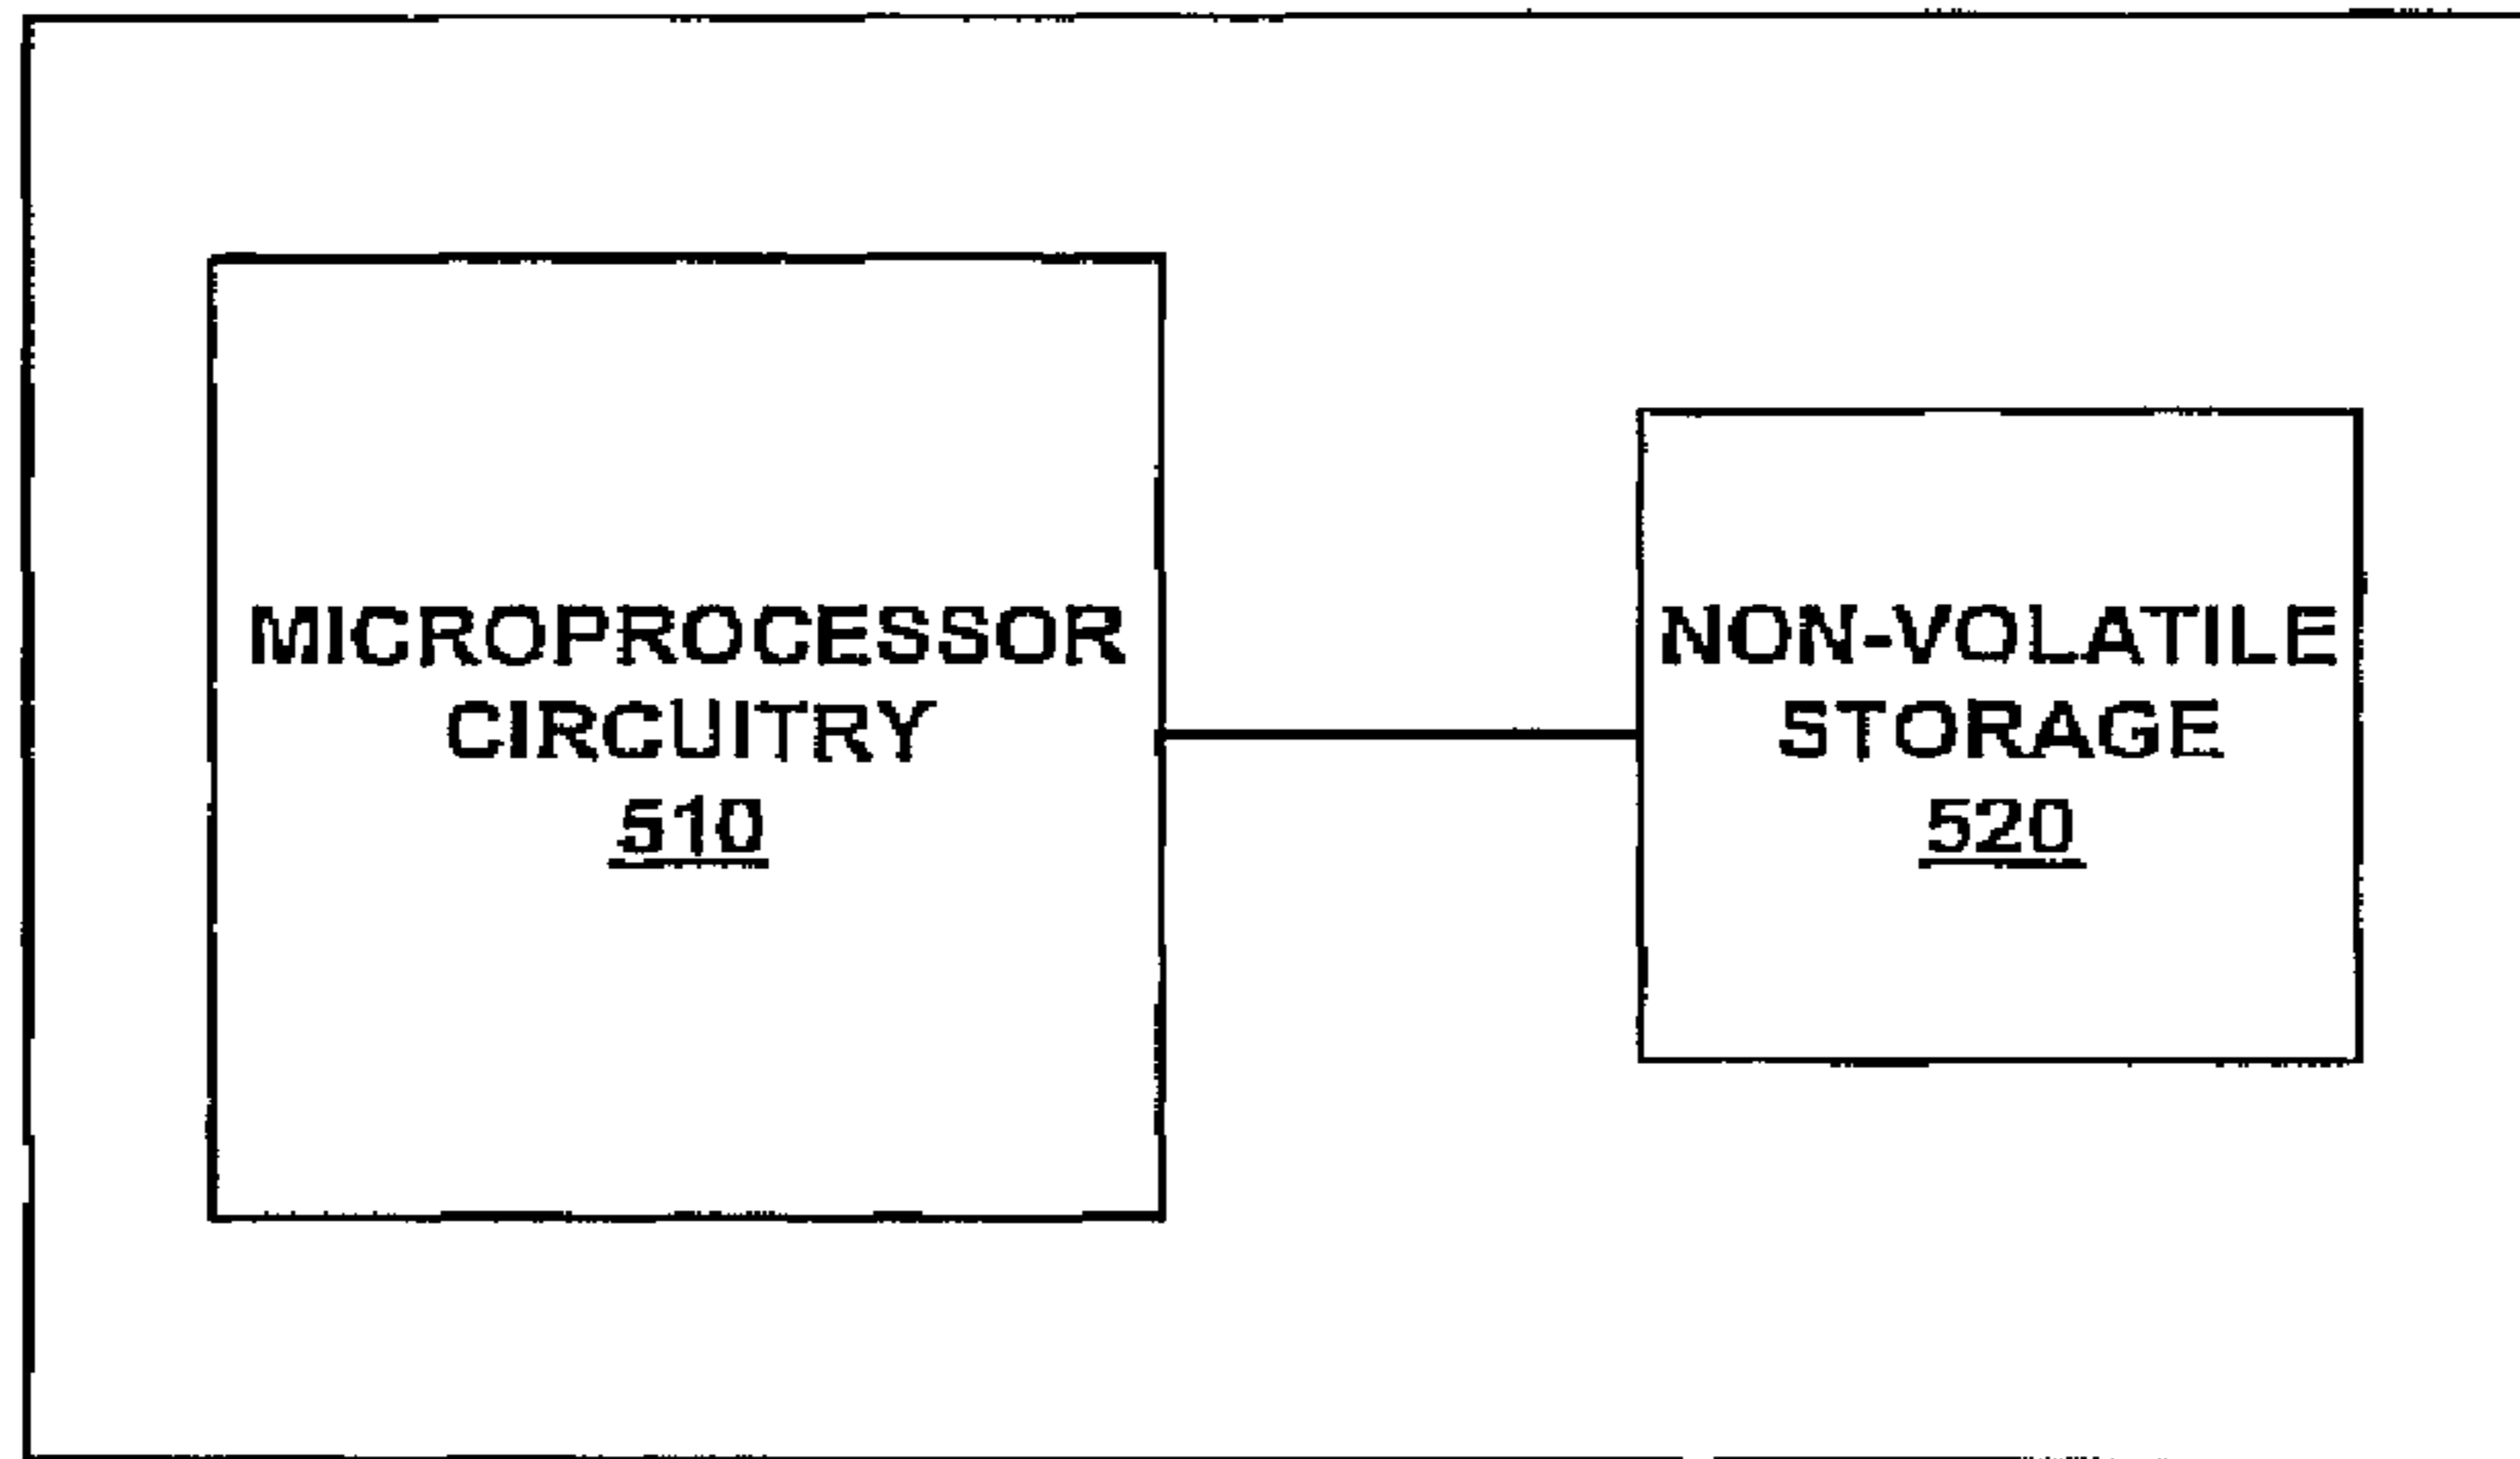 MICROPROCESSOR
CIRCUITRY
510
NON-VOLATILE
STORAGE
520